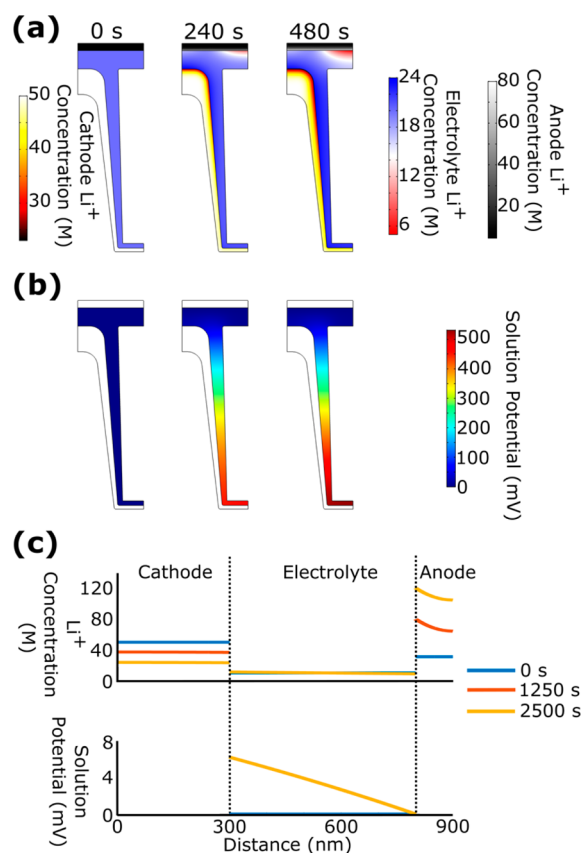 (a)
0 s
240 s
480 s
50
40
30
Cathode Li+
Concentration (M)
24
18
12
6
Electrolyte Li+
Concentration (M)
80
60
40
20
Anode Li+
Concentration (M)
(b)
500
400
300
200
100
0
Solution Potential (mV)
(c)
Cathode
Electrolyte
Anode
Li+
Concentration
(M)
120
80
40
0
0 s
1250 s
2500 s
Solution
Potential (mV)
8
4
0
0
300
600
900
Distance (nm)